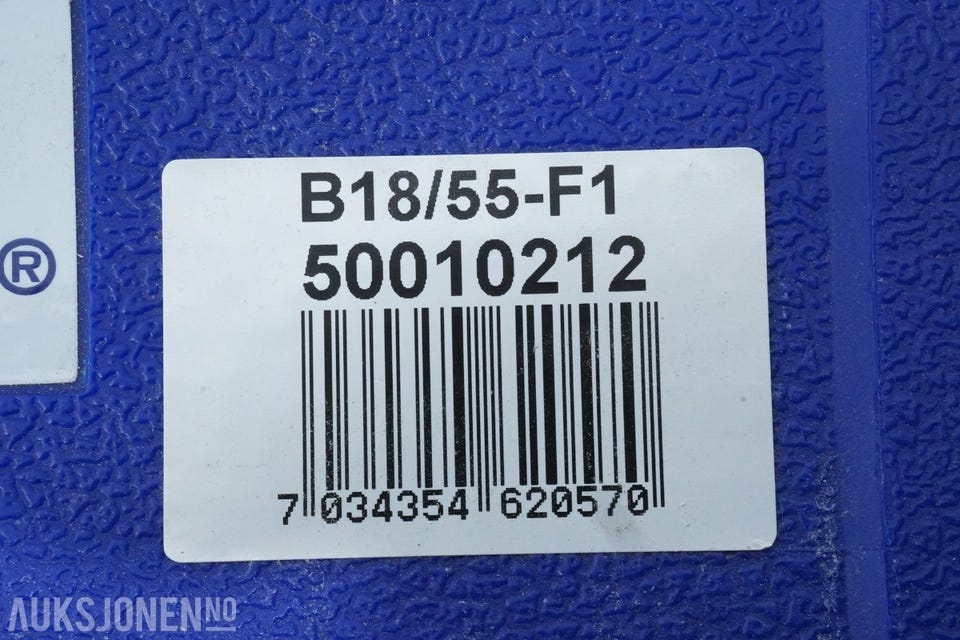 B18/55-F1
50010212
®
7 034354 620570
AUKSJONEN.NO